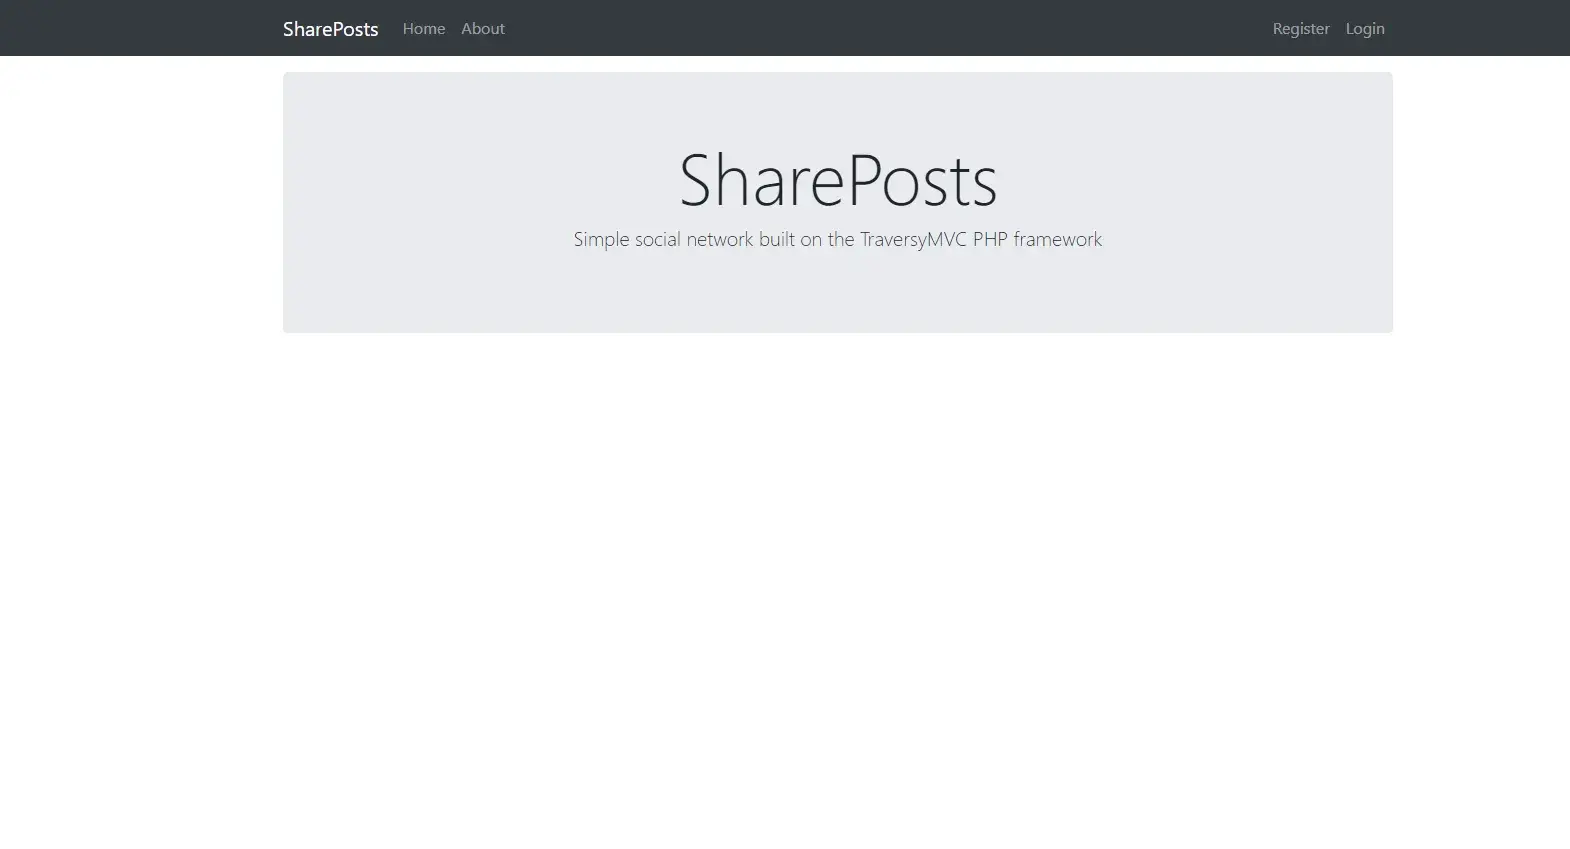 SharePosts Home About Register Login
SharePosts
Simple social network built on the TraversyMVC PHP framework